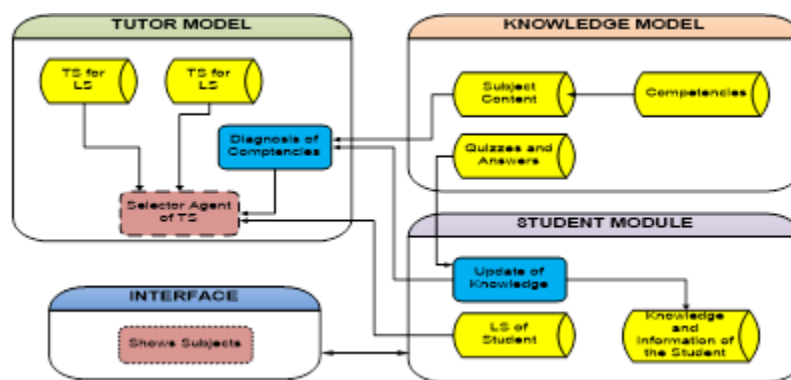 TUTOR MODEL
TS for
LS
TS for
LS
Diagnosis of
Comptencies
Selector Agent
of TS
KNOWLEDGE MODEL
Subject
Content
Competencies
Quizzes and
Answers
STUDENT MODULE
Update of
Knowledge
LS of
Student
Knowledge
and
Information of
the Student
INTERFACE
Shows Subjects